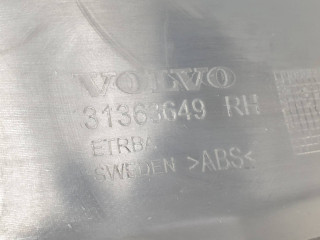 VOLVO
31363649 RH
ETRBA
SWEDEN >ABS<